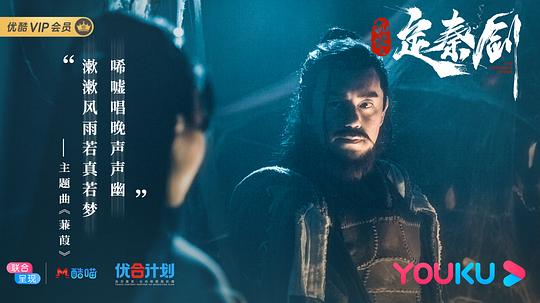 优酷VIP会员
定秦剑
“
唏嘘唱晚声声幽
漱漱风雨若真若梦
”
——主题曲《蒹葭》
联合呈现
酷喵
优合计划
YOUKU